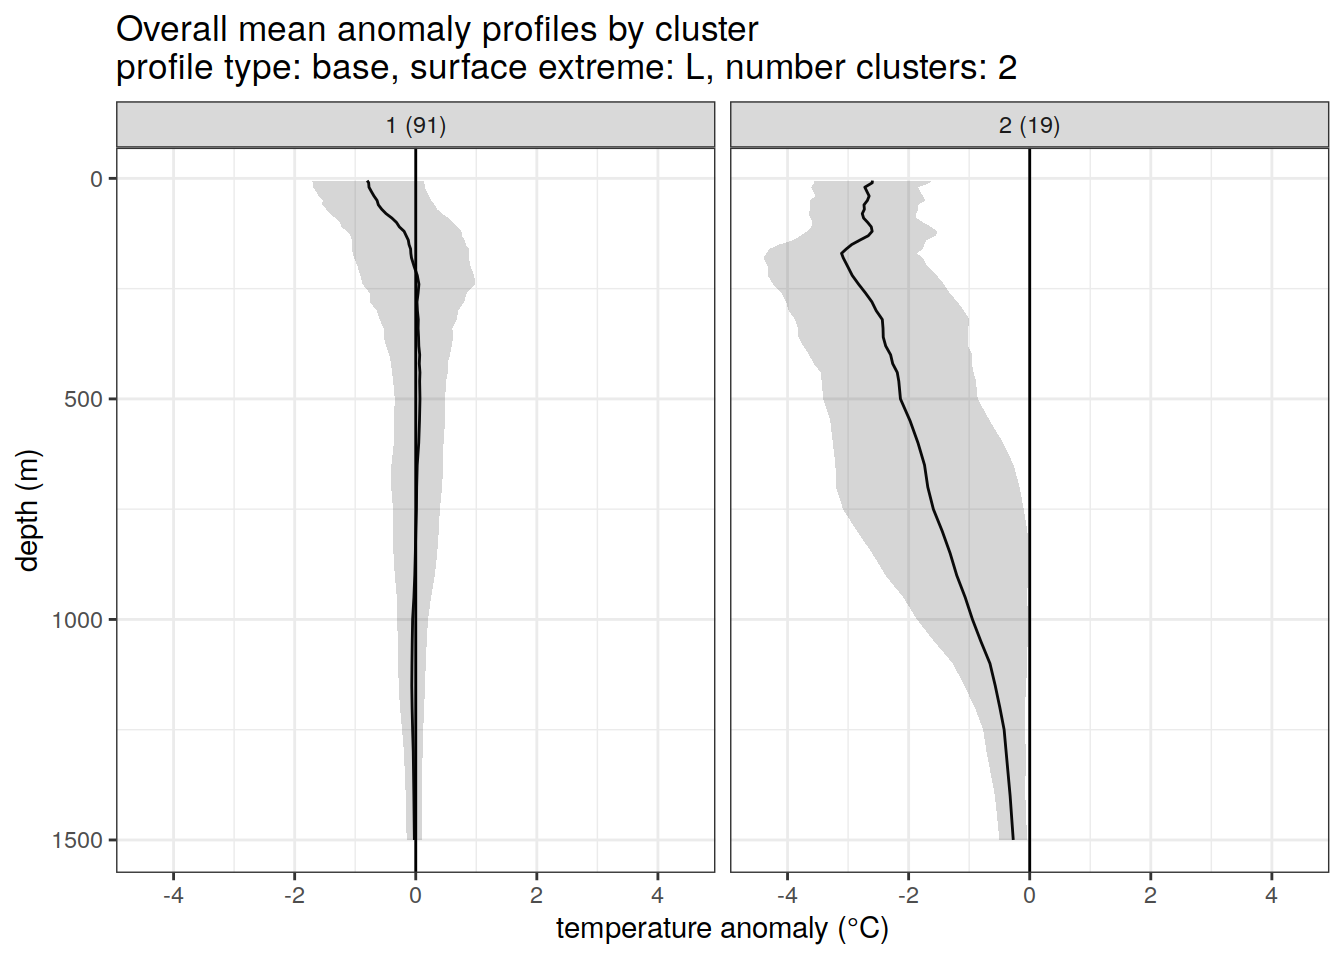 Overall mean anomaly profiles by cluster
profile type: base, surface extreme: L, number clusters: 2
1 (91)
2 (19)
depth (m)
0
500
1000
1500
-4 -2 0 2 4
-4 -2 0 2 4
temperature anomaly (°C)